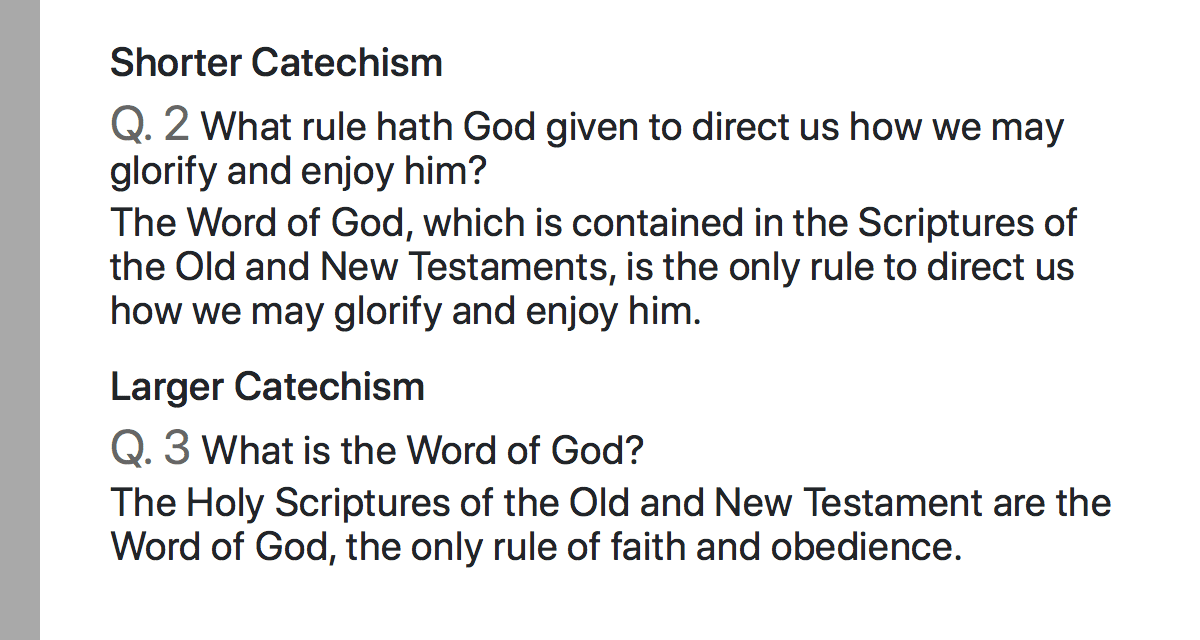 Shorter Catechism
Q. 2 What rule hath God given to direct us how we may
glorify and enjoy him?
The Word of God, which is contained in the Scriptures of
the Old and New Testaments, is the only rule to direct us
how we may glorify and enjoy him.
Larger Catechism
Q. 3 What is the Word of God?
The Holy Scriptures of the Old and New Testament are the
Word of God, the only rule of faith and obedience.